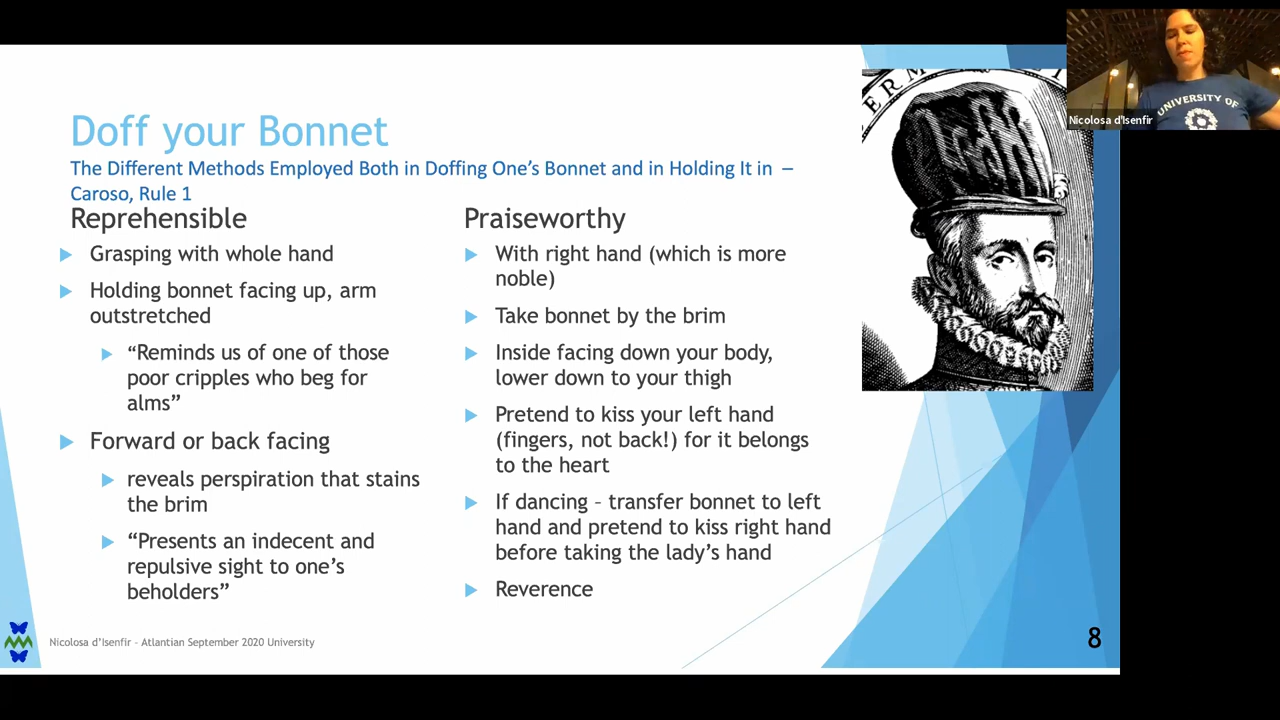 Doff your Bonnet
The Different Methods Employed Both in Doffing One's Bonnet and in Holding It in –
Caroso, Rule 1
Reprehensible
Grasping with whole hand
Holding bonnet facing up, arm
outstretched
“Reminds us of one of those
poor cripples who beg for
alms”
Forward or back facing
reveals perspiration that stains
the brim
“Presents an indecent and
repulsive sight to one’s
beholders”
Praiseworthy
With right hand (which is more
noble)
Take bonnet by the brim
Inside facing down your body,
lower down to your thigh
Pretend to kiss your left hand
(fingers, not back!) for it belongs
to the heart
If dancing – transfer bonnet to left
hand and pretend to kiss right hand
before taking the lady’s hand
Reverence
ERM
UNIVERSITY OF
Nicolosa d'Isenfir
Nicolosa d’Isenfir – Atlantian September 2020 University
8